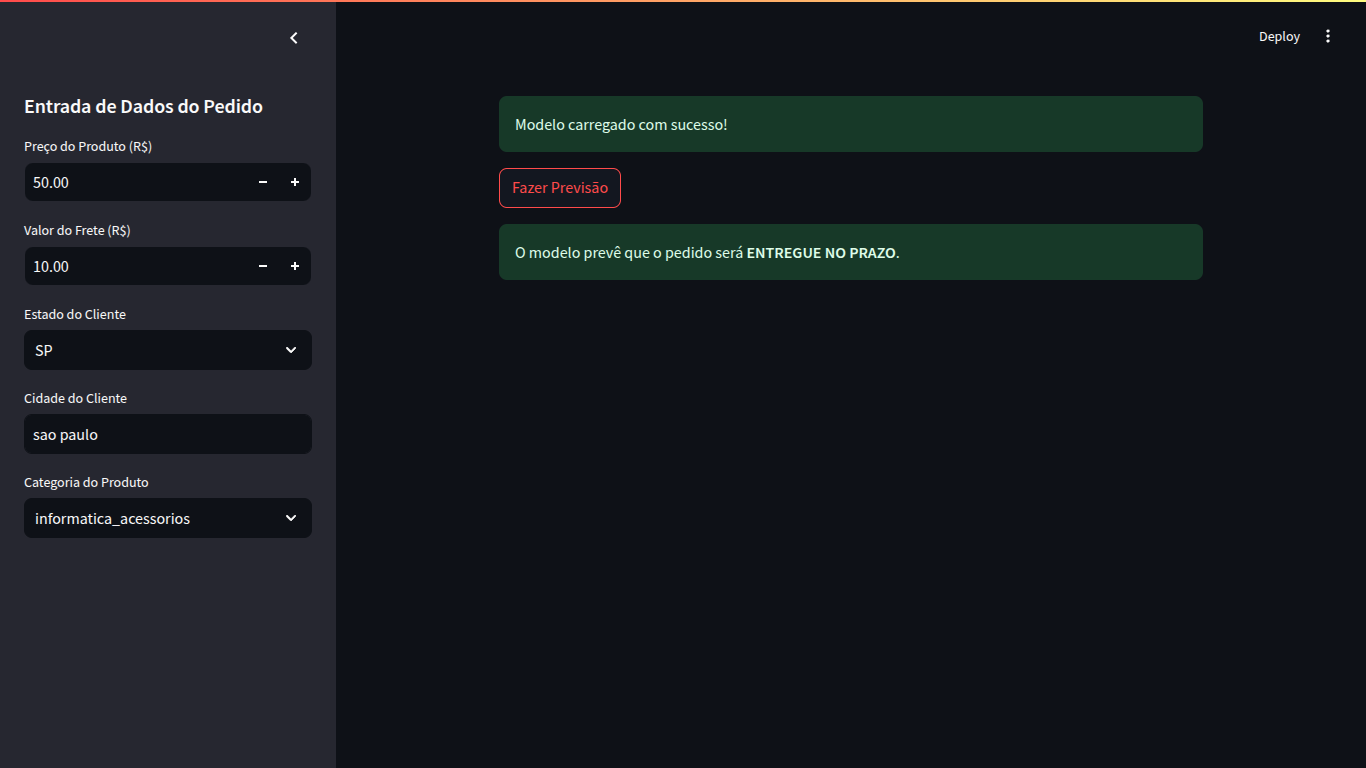 Deploy
Entrada de Dados do Pedido
Preço do Produto (R$)
50.00
Valor do Frete (R$)
10.00
Estado do Cliente
SP
Cidade do Cliente
sao paulo
Categoria do Produto
informatica_acessorios
Modelo carregado com sucesso!
Fazer Previsão
O modelo prevê que o pedido será ENTREGUE NO PRAZO.